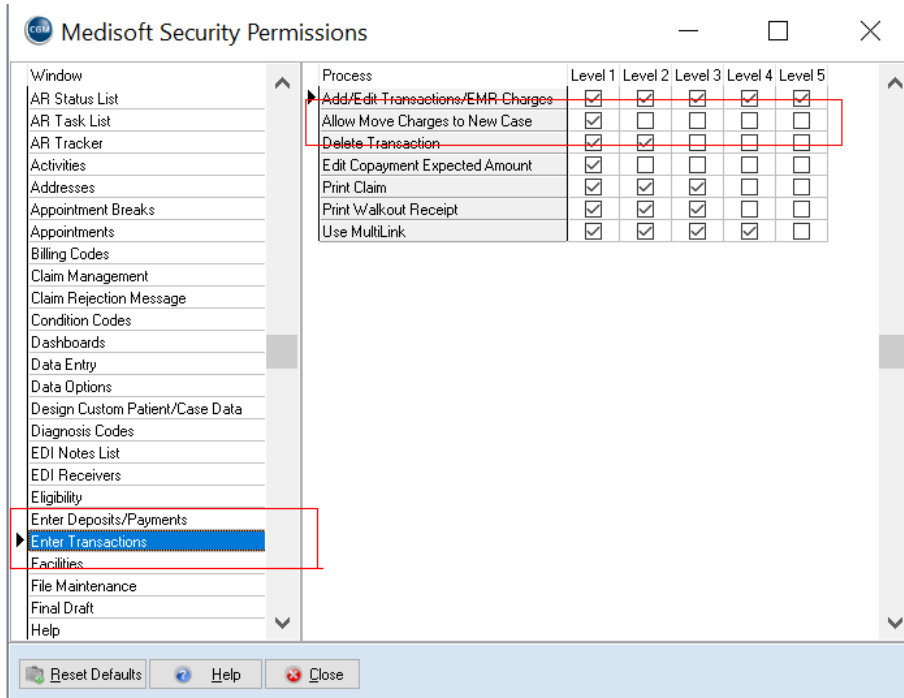 CGM Medisoft Security Permissions
Window
AR Status List
AR Task List
AR Tracker
Activities
Addresses
Appointment Breaks
Appointments
Billing Codes
Claim Management
Claim Rejection Message
Condition Codes
Dashboards
Data Entry
Data Options
Design Custom Patient/Case Data
Diagnosis Codes
EDI Notes List
EDI Receivers
Eligibility
Enter Deposits/Payments
Enter Transactions
Facilities
File Maintenance
Final Draft
Help
Process Level 1 Level 2 Level 3 Level 4 Level 5
Add/Edit Transactions/EMR Charges
Allow Move Charges to New Case
Delete Transaction
Edit Copayment Expected Amount
Print Claim
Print Walkout Receipt
Use MultiLink
Reset Defaults Help Close